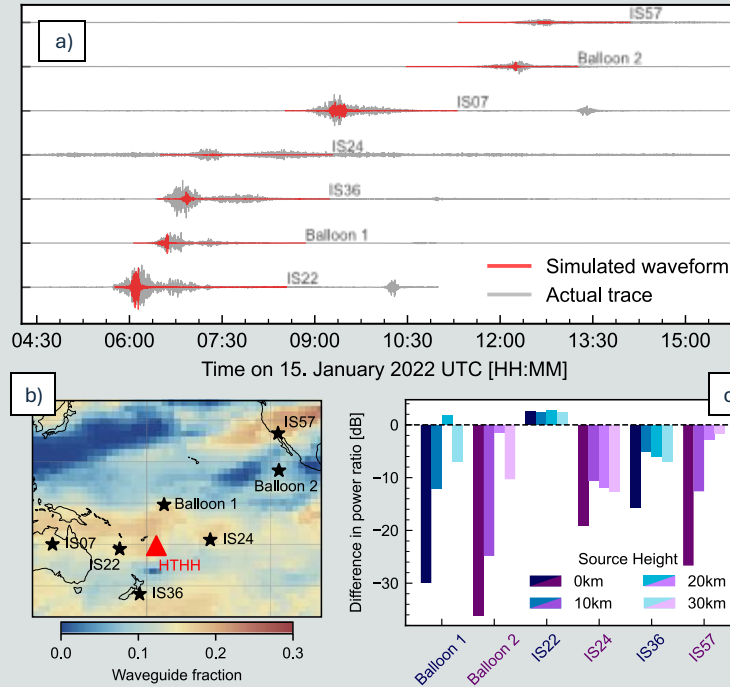 a)
IS57
Balloon 2
IS07
IS24
IS36
Balloon 1
IS22
Simulated waveform
Actual trace
04:30 06:00 07:30 09:00 10:30 12:00 13:30 15:00
Time on 15. January 2022 UTC [HH:MM]
b)
IS57
Balloon 2
Balloon 1
IS07
IS24
IS22
HTHH
IS36
0.0 0.1 0.2 0.3
Waveguide fraction
c
Difference in power ratio [dB]
0
−10
−20
−30
Source Height
0km 20km
10km 30km
Balloon 1 Balloon 2 IS22 IS24 IS36 IS57